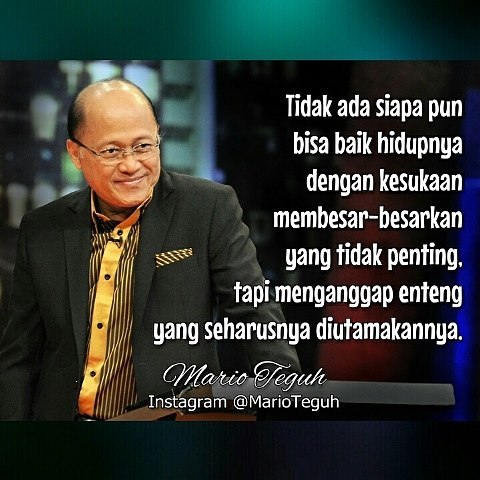 Tidak ada siapa pun
bisa baik hidupnya
dengan kesukaan
membesar-besarkan
yang tidak penting,
tapi menganggap enteng
yang seharusnya diutamakannya.
Mario Teguh
Instagram @MarioTeguh